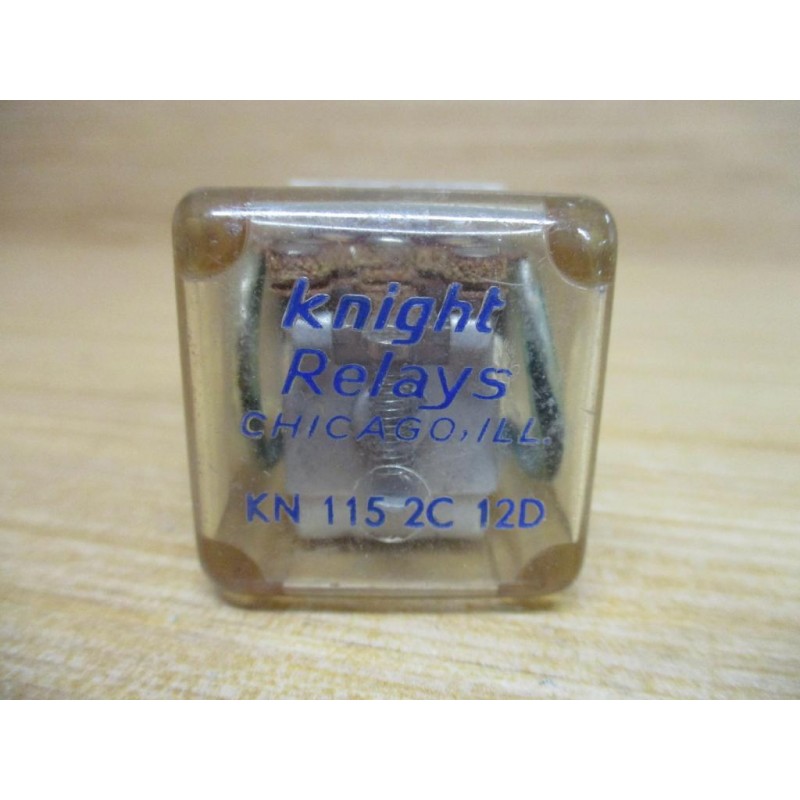 Knight
Relays
CHICAGO, ILL.
KN 115 2C 12D